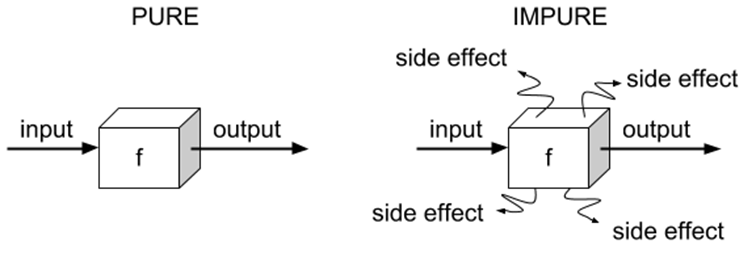 PURE
IMPURE
input
f
output
side effect
side effect
input
f
output
side effect
side effect